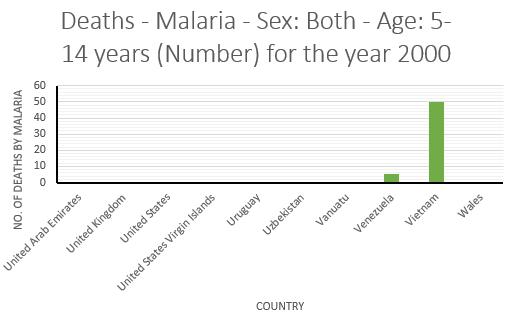 Deaths - Malaria - Sex: Both - Age: 5-
14 years (Number) for the year 2000
NO. OF DEATHS BY MALARIA
60
50
40
30
20
10
0
United Arab Emirates
United Kingdom
United States
United States Virgin Islands
Uruguay
Uzbekistan
Vanuatu
Venezuela
Vietnam
Wales
COUNTRY